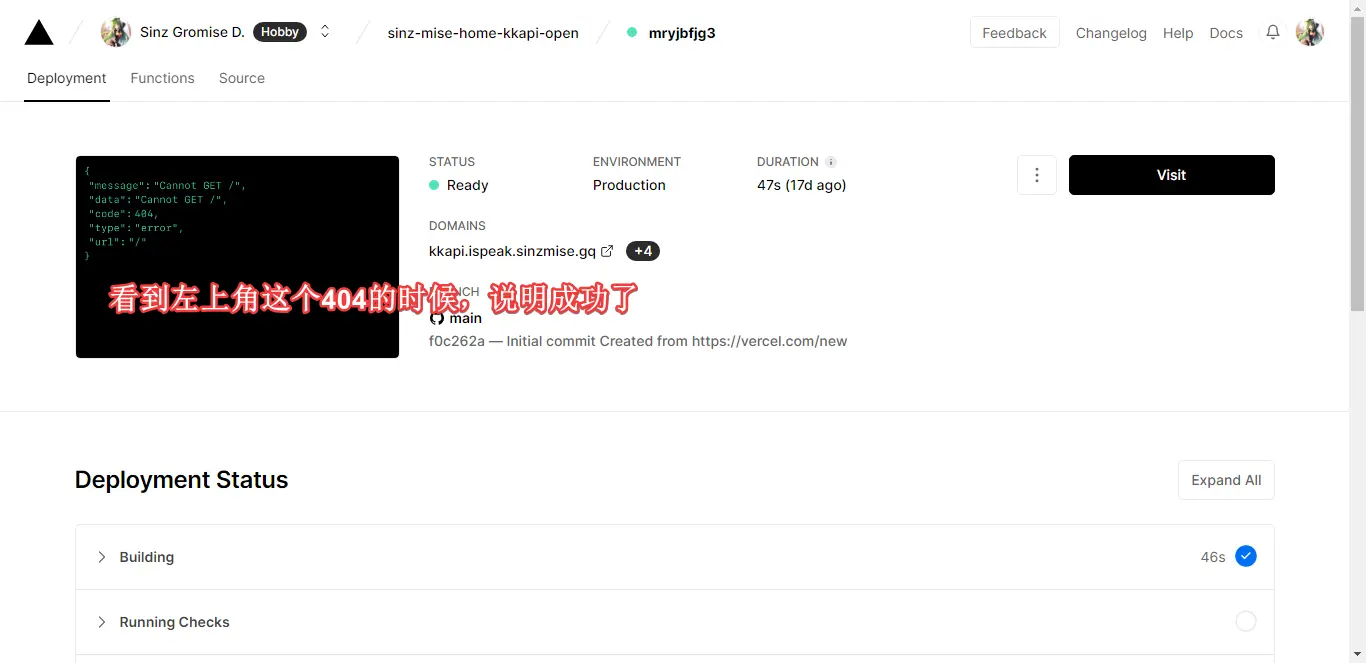 Sinz Gromise D. Hobby sinz-mise-home-kkapi-open mryjbfjg3 Feedback Changelog Help Docs
Deployment Functions Source
{
"message": "Cannot GET /",
"data": "Cannot GET /",
"code": 404,
"type": "error",
"url": "/"
}
STATUS ENVIRONMENT DURATION
Ready Production 47s (17d ago)
Visit
DOMAINS
kkapi.ispeak.sinzmise.gq +4
看到左上角这个404的时候，说明成功了
main
f0c262a — Initial commit Created from https://vercel.com/new
Deployment Status
Expand All
Building 46s
Running Checks